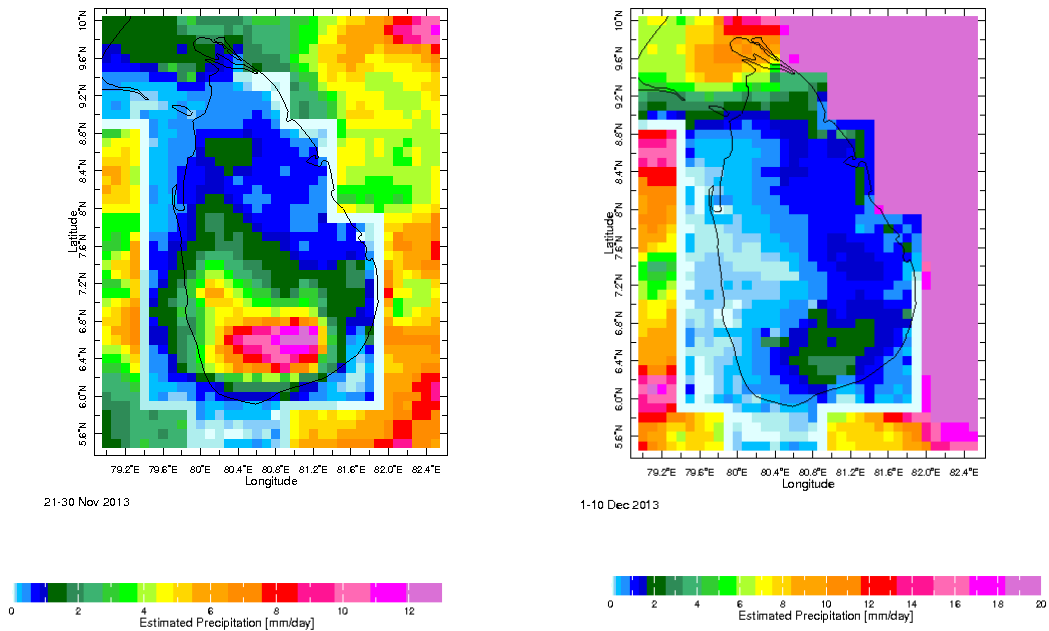 10°N
9.6°N
9.2°N
8.8°N
8.4°N
8°N
7.6°N
7.2°N
6.8°N
6.4°N
6.0°N
5.6°N
Latitude
79.2°E 79.6°E 80°E 80.4°E 80.8°E 81.2°E 81.6°E 82.0°E 82.4°E
Longitude
21-30 Nov 2013
0 2 4 6 8 10 12
Estimated Precipitation [mm/day]
10°N
9.6°N
9.2°N
8.8°N
8.4°N
8°N
7.6°N
7.2°N
6.8°N
6.4°N
6.0°N
5.6°N
Latitude
79.2°E 79.6°E 80°E 80.4°E 80.8°E 81.2°E 81.6°E 82.0°E 82.4°E
Longitude
1-10 Dec 2013
0 2 4 6 8 10 12 14 16 18 20
Estimated Precipitation [mm/day]